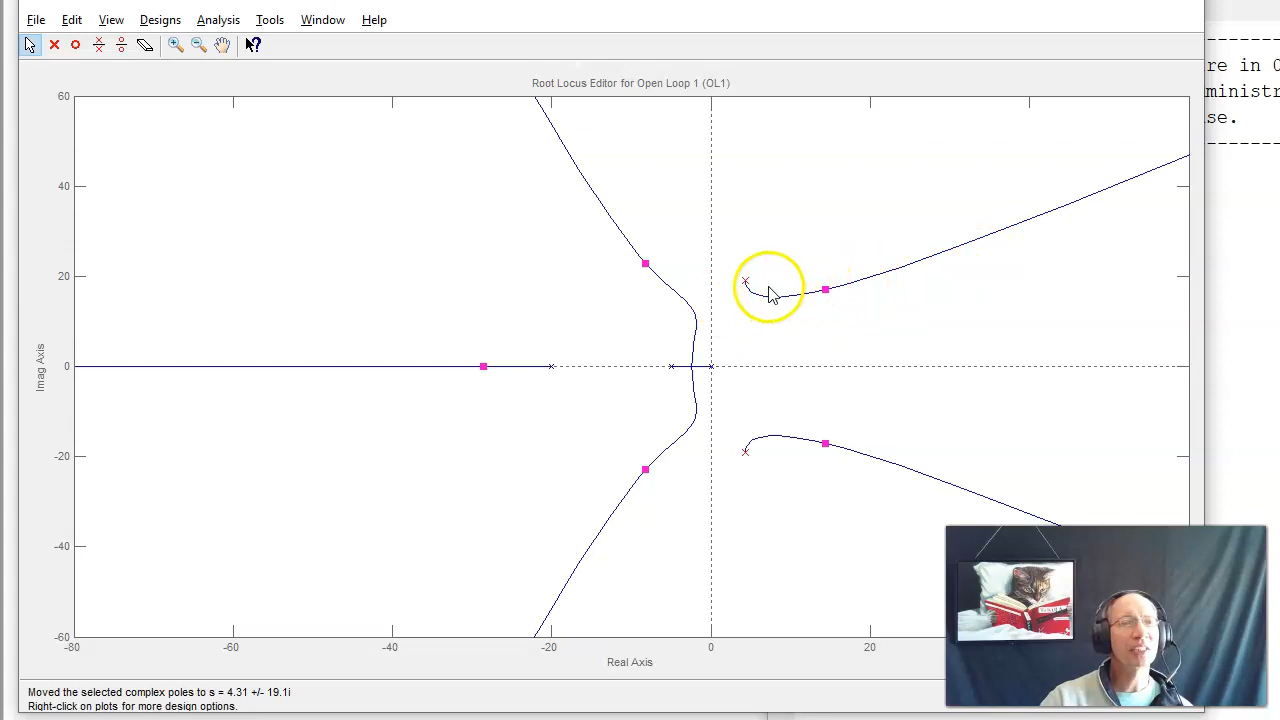 File Edit View Designs Analysis Tools Window Help
re in
ministr
se.
Root Locus Editor for Open Loop 1 (OL1)
60
40
20
0
-20
-40
-60
Imag Axis
-80
-60
-40
-20
0
20
Real Axis
Moved the selected complex poles to s = 4.31 +/- 19.1i
Right-click on plots for more design options.